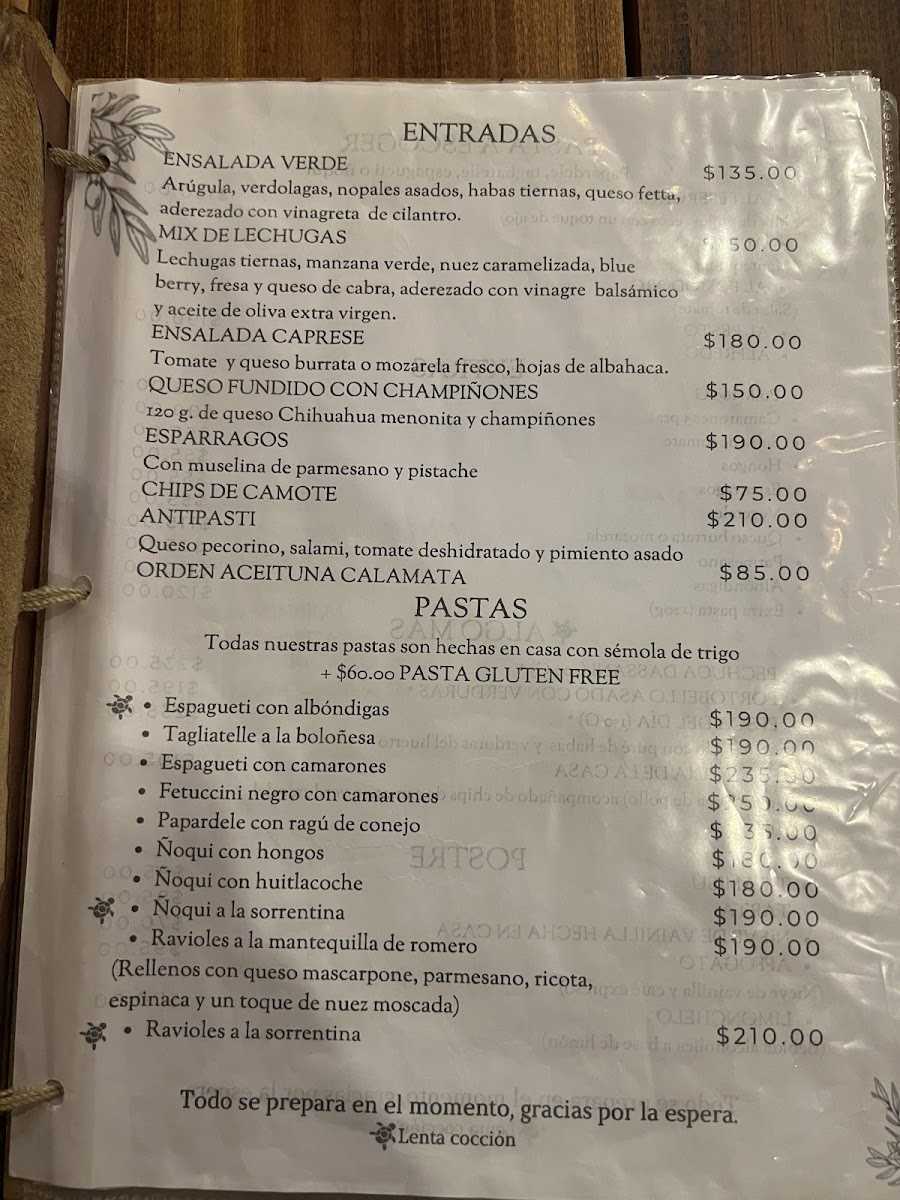 ENTRADAS
ENSALADA VERDE $135.00
Arúgula, verdolagas, nopales asados, habas tiernas, queso fetta,
aderezado con vinagreta de cilantro.
MIX DE LECHUGAS
Lechugas tiernas, manzana verde, nuez caramelizada, blue
berry, fresa y queso de cabra, aderezado con vinagre balsámico
y aceite de oliva extra virgen.
ENSALADA CAPRESE $180.00
Tomate y queso burrata o mozarela fresco, hojas de albahaca.
QUESO FUNDIDO CON CHAMPIÑONES $150.00
120 g. de queso Chihuahua menonita y champiñones
ESPARRAGOS $190.00
Con muselina de parmesano y pistache
CHIPS DE CAMOTE $75.00
ANTIPASTI $210.00
Queso pecorino, salami, tomate deshidratado y pimiento asado
ORDEN ACEITUNA CALAMATA $85.00
PASTAS
Todas nuestras pastas son hechas en casa con sémola de trigo
+ $60.00 PASTA GLUTEN FREE
• Espagueti con albóndigas $190.00
• Tagliatelle a la boloñesa $190.00
• Espagueti con camarones $235.00
• Fetuccini negro con camarones
• Papardele con ragú de conejo
• Ñoqui con hongos $180.00
• Ñoqui con huitlacoche $180.00
• Ñoqui a la sorrentina $190.00
• Ravioles a la mantequilla de romero $190.00
(Rellenos con queso mascarpone, parmesano, ricota,
espinaca y un toque de nuez moscada)
• Ravioles a la sorrentina $210.00
Todo se prepara en el momento, gracias por la espera.
Lenta cocción